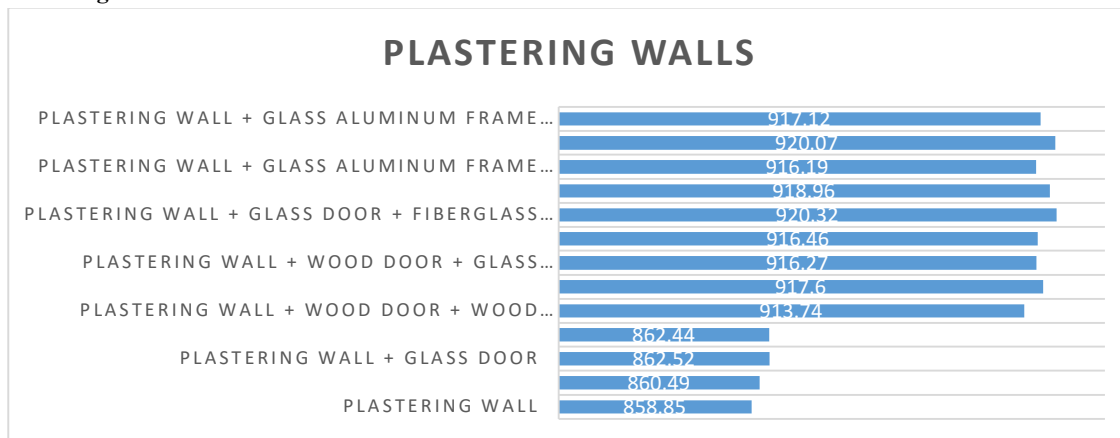 PLASTERING WALLS
PLASTERING WALL + GLASS ALUMINUM FRAME… 917.12
920.07
PLASTERING WALL + GLASS ALUMINUM FRAME… 916.19
918.96
PLASTERING WALL + GLASS DOOR + FIBERGLASS… 920.32
916.46
PLASTERING WALL + WOOD DOOR + GLASS… 916.27
917.6
PLASTERING WALL + WOOD DOOR + WOOD… 913.74
862.44
PLASTERING WALL + GLASS DOOR 862.52
860.49
PLASTERING WALL 858.85